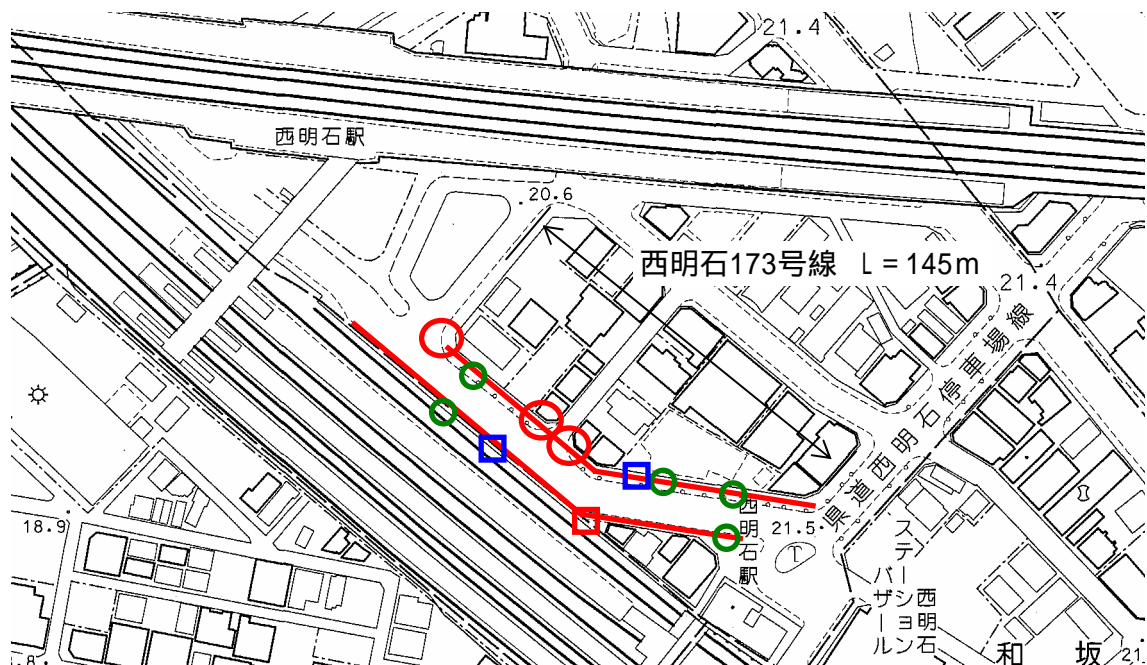 21.4
西明石駅
20.6
西明石173号線 L=145m
21.4
県道西明石停車場線
18.9
西明石駅
21.5
ステーションバザール西明石
和坂
21